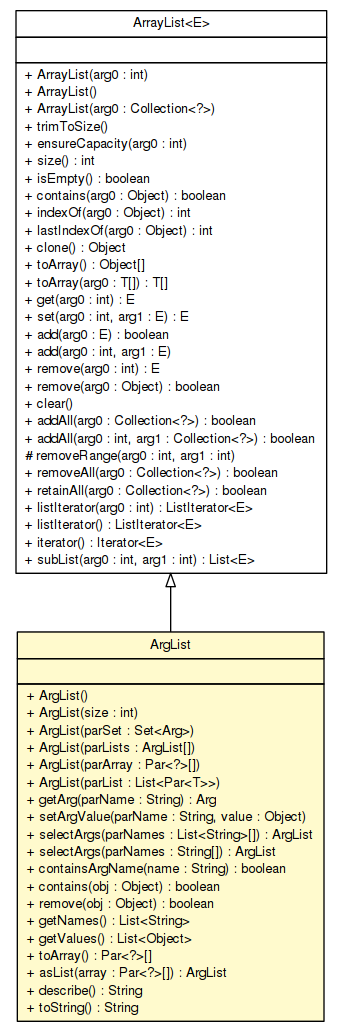 ArrayList<E>
+ ArrayList(arg0 : int)
+ ArrayList()
+ ArrayList(arg0 : Collection<?>)
+ trimToSize()
+ ensureCapacity(arg0 : int)
+ size() : int
+ isEmpty() : boolean
+ contains(arg0 : Object) : boolean
+ indexOf(arg0 : Object) : int
+ lastIndexOf(arg0 : Object) : int
+ clone() : Object
+ toArray() : Object[]
+ toArray(arg0 : T[]) : T[]
+ get(arg0 : int) : E
+ set(arg0 : int, arg1 : E) : E
+ add(arg0 : E) : boolean
+ add(arg0 : int, arg1 : E)
+ remove(arg0 : int) : E
+ remove(arg0 : Object) : boolean
+ clear()
+ addAll(arg0 : Collection<?>) : boolean
+ addAll(arg0 : int, arg1 : Collection<?>) : boolean
# removeRange(arg0 : int, arg1 : int)
+ removeAll(arg0 : Collection<?>) : boolean
+ retainAll(arg0 : Collection<?>) : boolean
+ listIterator(arg0 : int) : ListIterator<E>
+ listIterator() : ListIterator<E>
+ iterator() : Iterator<E>
+ subList(arg0 : int, arg1 : int) : List<E>
ArgList
+ ArgList()
+ ArgList(size : int)
+ ArgList(parSet : Set<Arg>)
+ ArgList(parLists : ArgList[])
+ ArgList(parArray : Par<?>[])
+ ArgList(parList : List<Par<T>>)
+ getArg(parName : String) : Arg
+ setArgValue(parName : String, value : Object)
+ selectArgs(parNames : List<String>[]) : ArgList
+ selectArgs(parNames : String[]) : ArgList
+ containsArgName(name : String) : boolean
+ contains(obj : Object) : boolean
+ remove(obj : Object) : boolean
+ getNames() : List<String>
+ getValues() : List<Object>
+ toArray() : Par<?>[]
+ asList(array : Par<?>[]) : ArgList
+ describe() : String
+ toString() : String